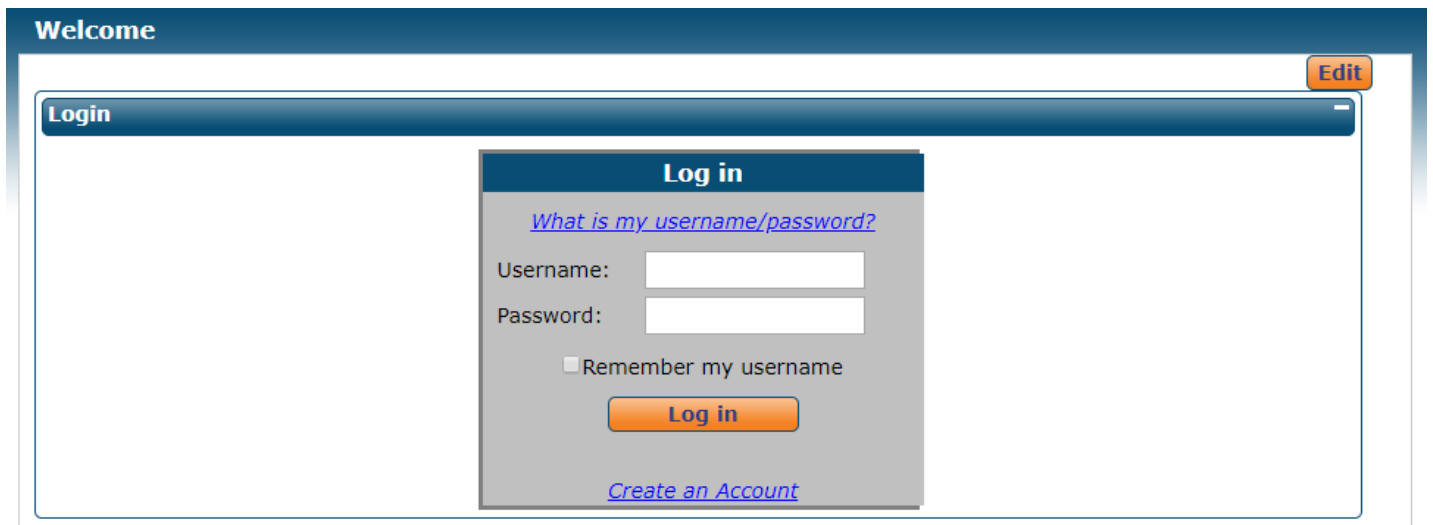 Welcome
Edit
Login
Log in
What is my username/password?
Username:
Password:
Remember my username
Log in
Create an Account